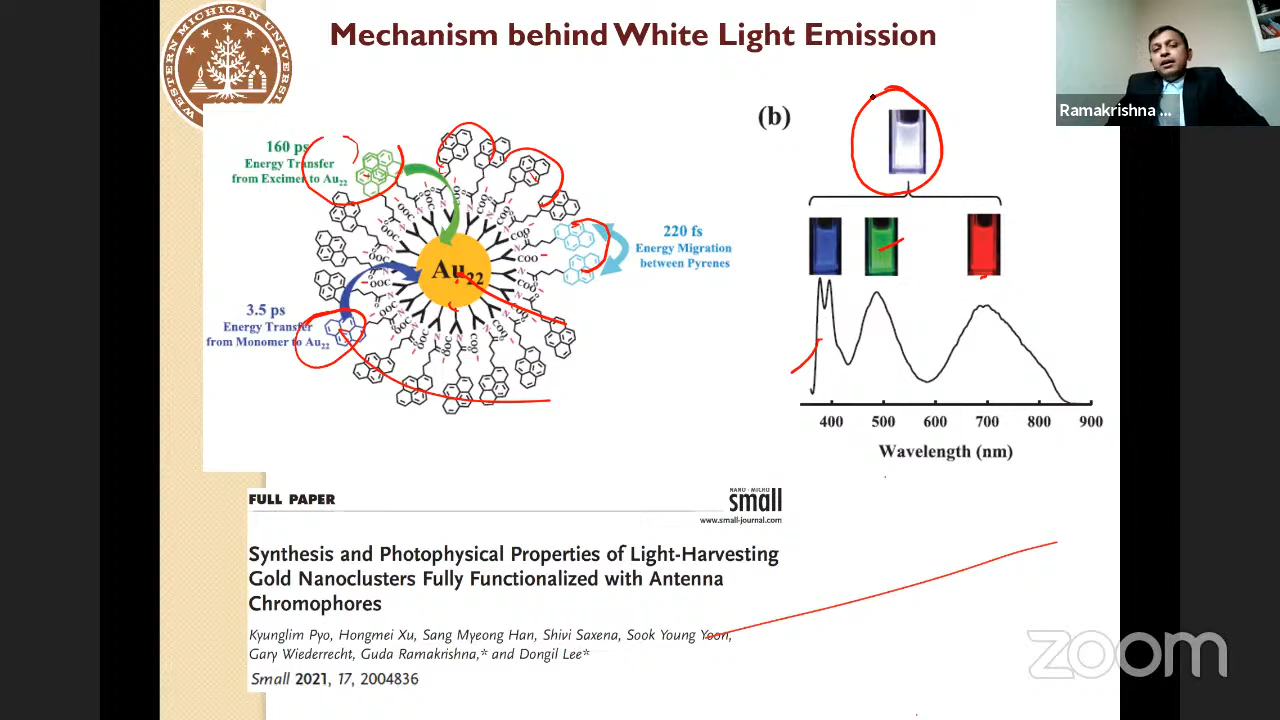 Mechanism behind White Light Emission
WESTERN MICHIGAN UNIVERSI
Ramakrishna ...
(b)
160 ps
Energy Transfer
from Excimer to Au22
220 fs
Energy Migration
between Pyrenes
Au22
3.5 ps
Energy Transfer
from Monomer to Au22
400 500 600 700 800 900
Wavelength (nm)
FULL PAPER
NANO · MICRO
small
www.small-journal.com
Synthesis and Photophysical Properties of Light-Harvesting
Gold Nanoclusters Fully Functionalized with Antenna
Chromophores
Kyunglim Pyo, Hongmei Xu, Sang Myeong Han, Shivi Saxena, Sook Young Yoon,
Gary Wiederrecht, Guda Ramakrishna,* and Dongil Lee*
Small 2021, 17, 2004836
zoom